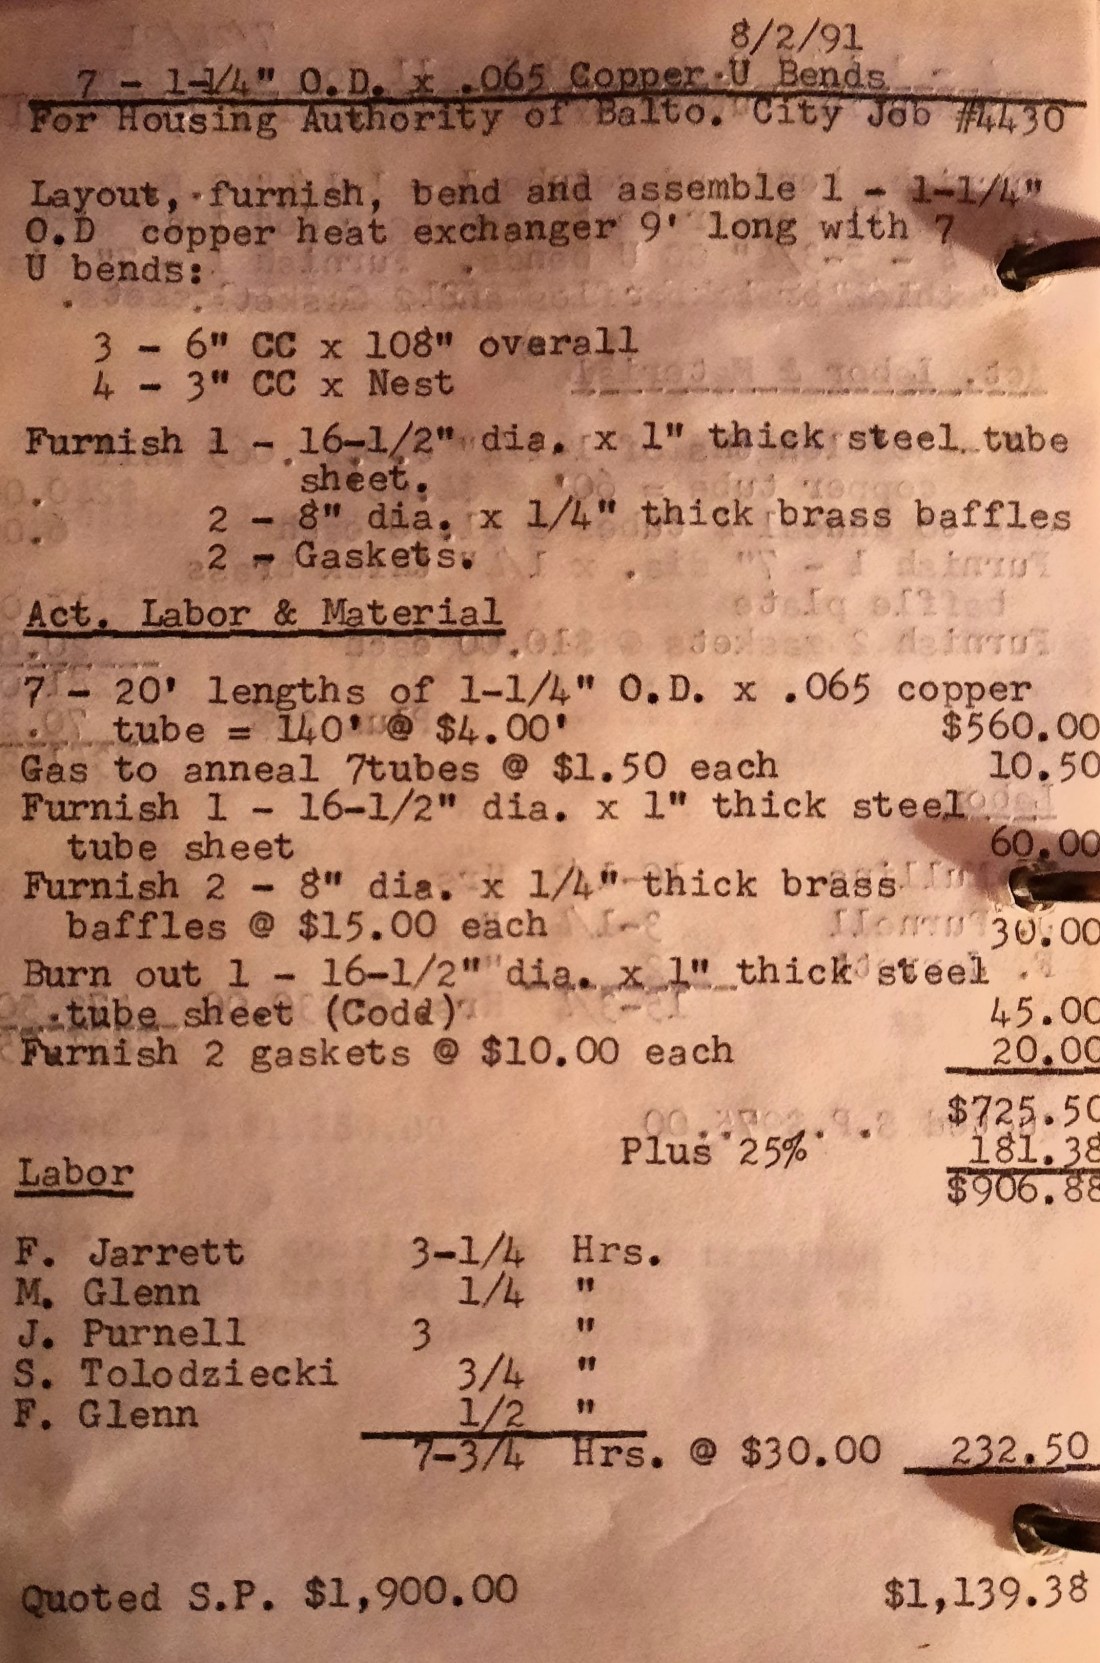 8/2/91
7 - 1-1/4" O.D. x .065 Copper U Bends
For Housing Authority of Balto. City Job #4430
Layout, furnish, bend and assemble 1 - 1-1/4"
O.D copper heat exchanger 9' long with 7
U bends:
3 - 6" CC x 108" overall
4 - 3" CC x Nest
Furnish 1 - 16-1/2" dia. x 1" thick steel tube
sheet.
2 - 8" dia. x 1/4" thick brass baffles
2 - Gaskets.
Act. Labor & Material
7 - 20' lengths of 1-1/4" O.D. x .065 copper
tube = 140' @ $4.00' $560.00
Gas to anneal 7tubes @ $1.50 each 10.50
Furnish 1 - 16-1/2" dia. x 1" thick steel
tube sheet 60.00
Furnish 2 - 8" dia. x 1/4" thick brass
baffles @ $15.00 each 30.00
Burn out 1 - 16-1/2" dia. x 1" thick steel
tube sheet (Codd) 45.00
Furnish 2 gaskets @ $10.00 each 20.00
$725.50
Plus 25% 181.38
Labor $906.88
F. Jarrett 3-1/4 Hrs.
M. Glenn 1/4 "
J. Purnell 3 "
S. Tolodziecki 3/4 "
F. Glenn 1/2 "
7-3/4 Hrs. @ $30.00 232.50
Quoted S.P. $1,900.00 $1,139.38